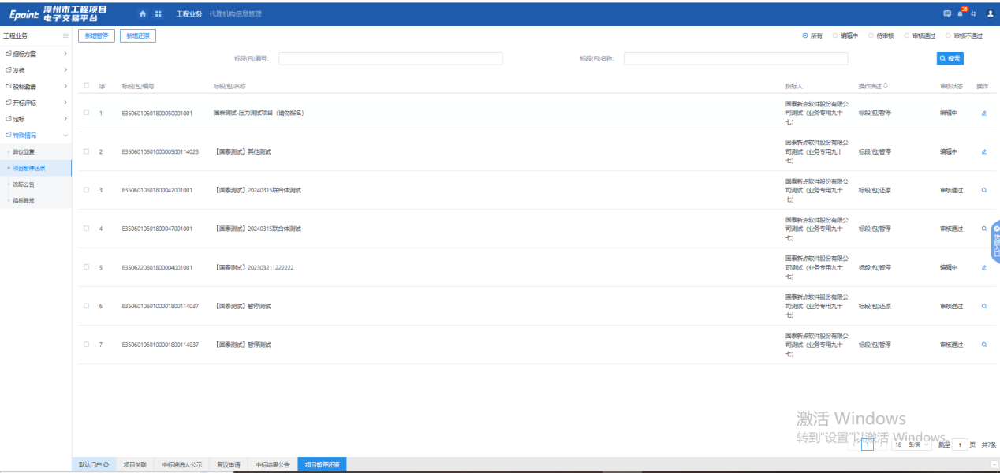 Epoint 漳州市工程项目
电子交易平台
工程业务 代理机构信息管理
36
工程业务
新增暂停 新增还原
所有 编辑中 待审核 审核通过 审核不通过
招标方案
发标
投标邀请
开标评标
定标
特殊情况
异议回复
项目暂停还原
流标公告
招标异常
标段(包)编号:
标段(包)名称:
搜索
序 标段(包)编号 标段(包)名称 招标人 操作描述 审核状态 操作
1 E3506010601800050001001 国泰测试-压力测试项目（请勿报名） 国泰新点软件股份有限公
司测试（业务专用九十
七） 标段(包)暂停 编辑中
2 E3506010601000005001140​23 【国泰测试】其他测试 国泰新点软件股份有限公
司测试（业务专用九十
七） 标段(包)暂停 编辑中
3 E3506010601800047001001 【国泰测试】20240315联合体测试 国泰新点软件股份有限公
司测试（业务专用九十
七） 标段(包)还原 审核通过
4 E3506010601800047001001 【国泰测试】20240315联合体测试 国泰新点软件股份有限公
司测试（业务专用九十
七） 标段(包)暂停 审核通过
5 E3506220601800004001001 【国泰测试】202303211222222 国泰新点软件股份有限公
司测试（业务专用九十
七） 标段(包)暂停 编辑中
6 E350601060100001800114037 【国泰测试】暂停测试 国泰新点软件股份有限公
司测试（业务专用九十
七） 标段(包)还原 审核通过
7 E350601060100001800114037 【国泰测试】暂停测试 国泰新点软件股份有限公
司测试（业务专用九十
七） 标段(包)暂停 审核通过
快捷入口
激活 Windows
转到"设置"以激活 Windows。
1 16 条/页 跳至 1 页 共7条
默认门户 项目关联 中标候选人公示 复议申请 中标结果公告 项目暂停还原